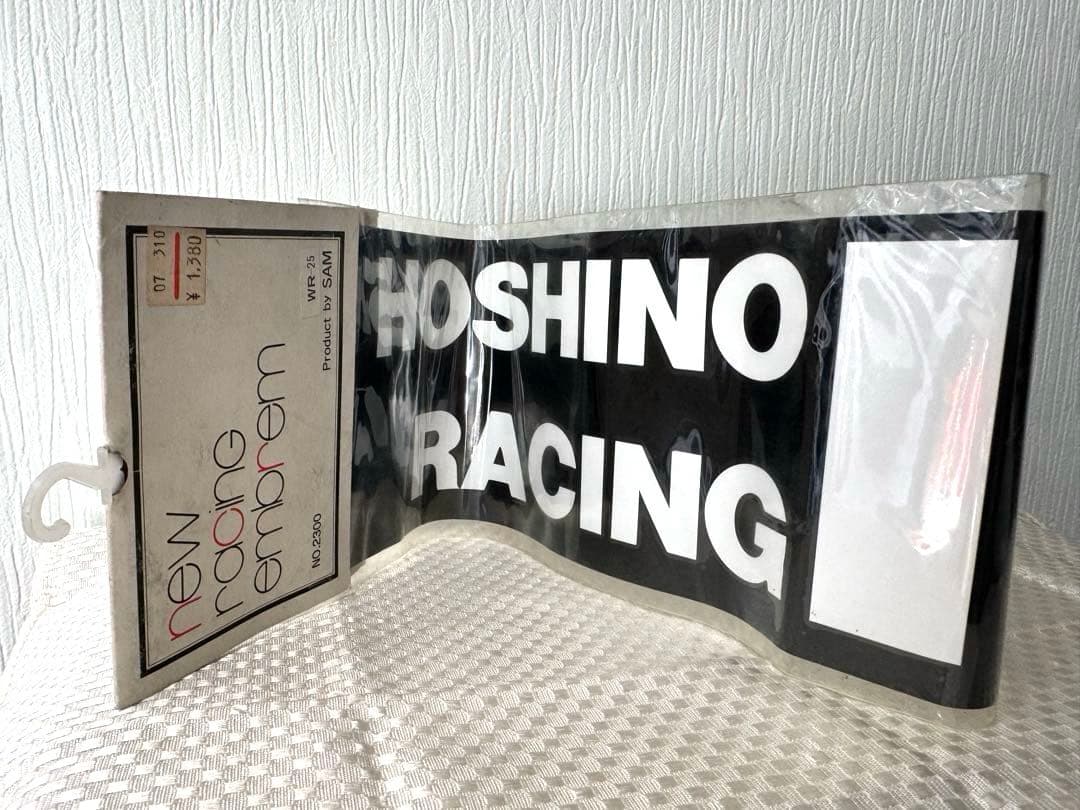 07 310
¥ 1,380
new
racing
embrem
NO.2300
WR-25
Product by SAM
HOSHINO
RACING